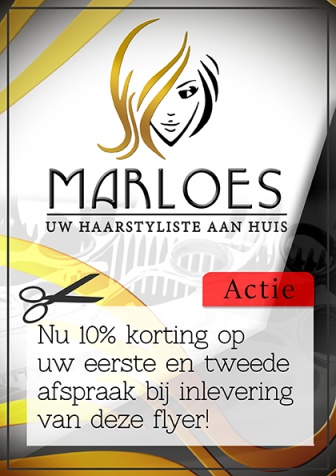 MARLOES
UW HAARSTYLISTE AAN HUIS
Actie
Nu 10% korting op
uw eerste en tweede
afspraak bij inlevering
van deze flyer!